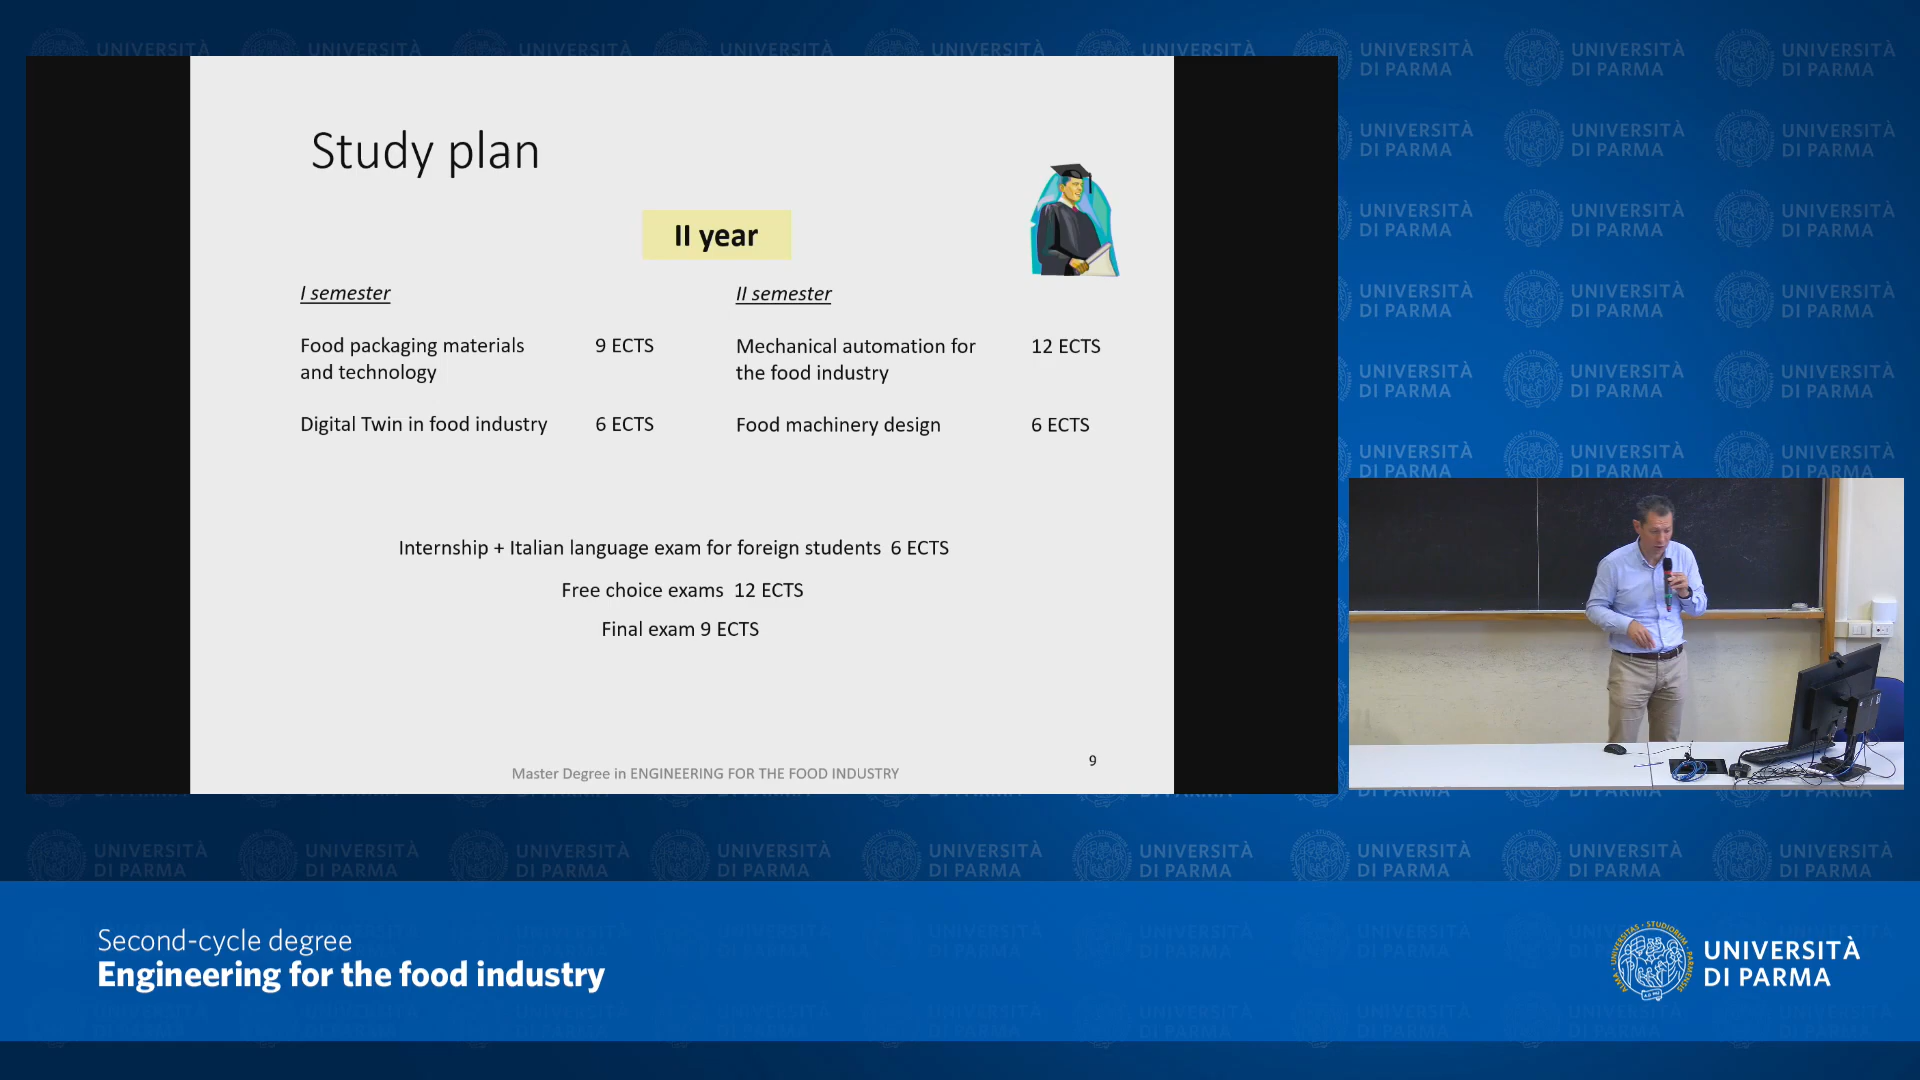 Study plan
II year
I semester
Food packaging materials 9 ECTS
and technology
Digital Twin in food industry 6 ECTS
II semester
Mechanical automation for 12 ECTS
the food industry
Food machinery design 6 ECTS
Internship + Italian language exam for foreign students 6 ECTS
Free choice exams 12 ECTS
Final exam 9 ECTS
Master Degree in ENGINEERING FOR THE FOOD INDUSTRY
9
Second-cycle degree
Engineering for the food industry
UNIVERSITÀ
DI PARMA